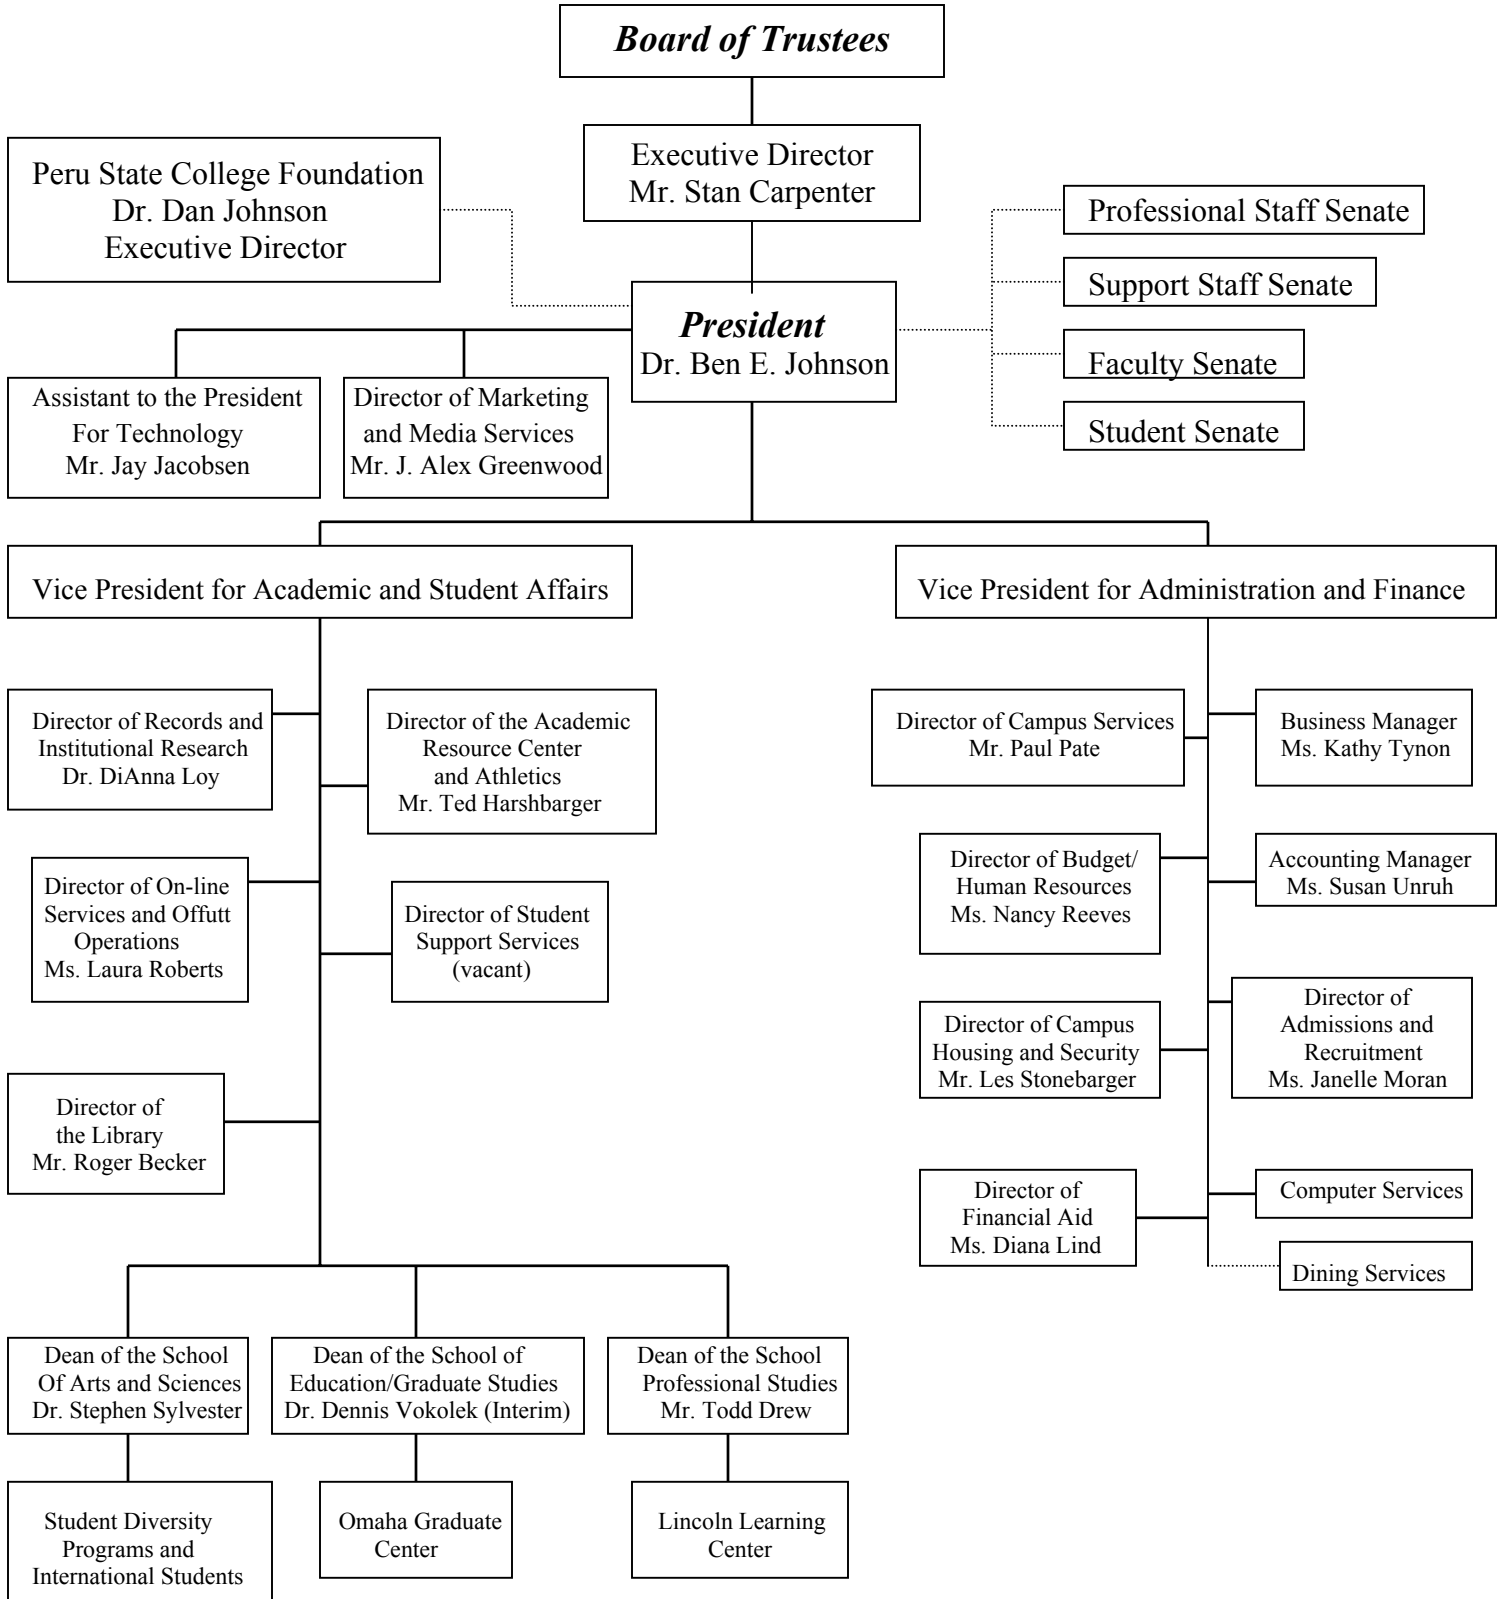 Board of Trustees
Executive Director
Mr. Stan Carpenter
Peru State College Foundation
Dr. Dan Johnson
Executive Director
Professional Staff Senate
Support Staff Senate
Faculty Senate
Student Senate
President
Dr. Ben E. Johnson
Assistant to the President
For Technology
Mr. Jay Jacobsen
Director of Marketing
and Media Services
Mr. J. Alex Greenwood
Vice President for Academic and Student Affairs
Vice President for Administration and Finance
Director of Records and
Institutional Research
Dr. DiAnna Loy
Director of the Academic
Resource Center
and Athletics
Mr. Ted Harshbarger
Director of On-line
Services and Offutt
Operations
Ms. Laura Roberts
Director of Student
Support Services
(vacant)
Director of
the Library
Mr. Roger Becker
Director of Campus Services
Mr. Paul Pate
Business Manager
Ms. Kathy Tynon
Director of Budget/
Human Resources
Ms. Nancy Reeves
Accounting Manager
Ms. Susan Unruh
Director of Campus
Housing and Security
Mr. Les Stonebarger
Director of
Admissions and
Recruitment
Ms. Janelle Moran
Director of
Financial Aid
Ms. Diana Lind
Computer Services
Dining Services
Dean of the School
Of Arts and Sciences
Dr. Stephen Sylvester
Dean of the School of
Education/Graduate Studies
Dr. Dennis Vokolek (Interim)
Dean of the School
Professional Studies
Mr. Todd Drew
Student Diversity
Programs and
International Students
Omaha Graduate
Center
Lincoln Learning
Center